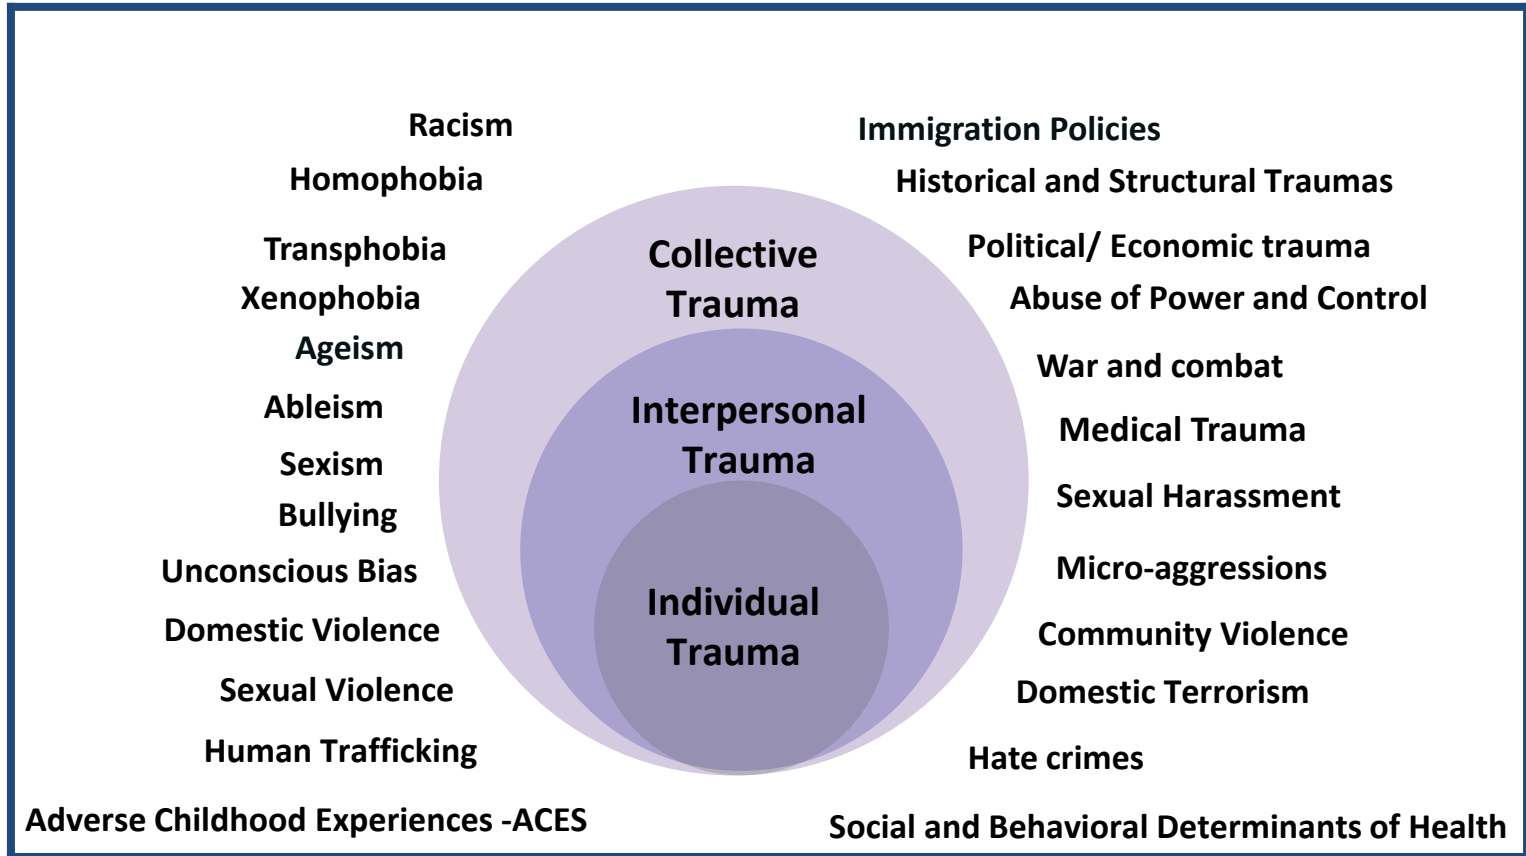 Racism
Homophobia
Transphobia
Xenophobia
Ageism
Ableism
Sexism
Bullying
Unconscious Bias
Domestic Violence
Sexual Violence
Human Trafficking
Adverse Childhood Experiences -ACES
Collective
Trauma
Interpersonal
Trauma
Individual
Trauma
Immigration Policies
Historical and Structural Traumas
Political/ Economic trauma
Abuse of Power and Control
War and combat
Medical Trauma
Sexual Harassment
Micro-aggressions
Community Violence
Domestic Terrorism
Hate crimes
Social and Behavioral Determinants of Health